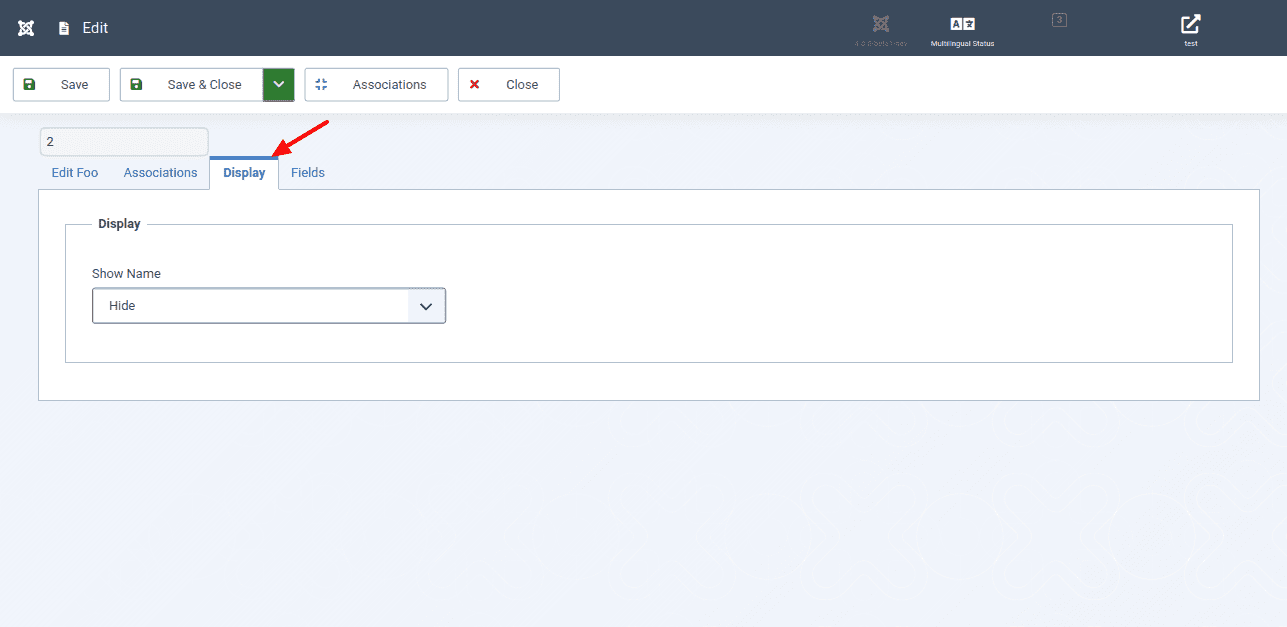 Edit
3
Multilingual Status
test
Save
Save & Close
Associations
Close
2
Edit Foo
Associations
Display
Fields
Display
Show Name
Hide